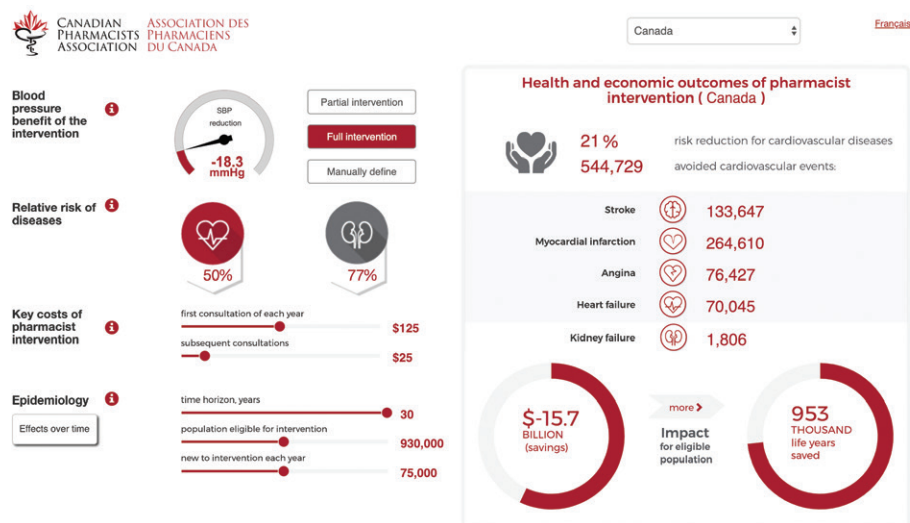 CANADIAN
PHARMACISTS
ASSOCIATION
ASSOCIATION DES
PHARMACIENS
DU CANADA
Canada
Français
Blood
pressure
benefit of the
intervention
SBP
reduction
-18.3
mmHg
Partial intervention
Full intervention
Manually define
Relative risk of
diseases
50%
77%
Key costs of
pharmacist
intervention
first consultation of each year
$125
subsequent consultations
$25
Epidemiology
Effects over time
time horizon, years
30
population eligible for intervention
930,000
new to intervention each year
75,000
Health and economic outcomes of pharmacist
intervention ( Canada )
21 % risk reduction for cardiovascular diseases
544,729 avoided cardiovascular events:
Stroke 133,647
Myocardial infarction 264,610
Angina 76,427
Heart failure 70,045
Kidney failure 1,806
$-15.7
BILLION
(savings)
more
Impact
for eligible
population
953
THOUSAND
life years
saved